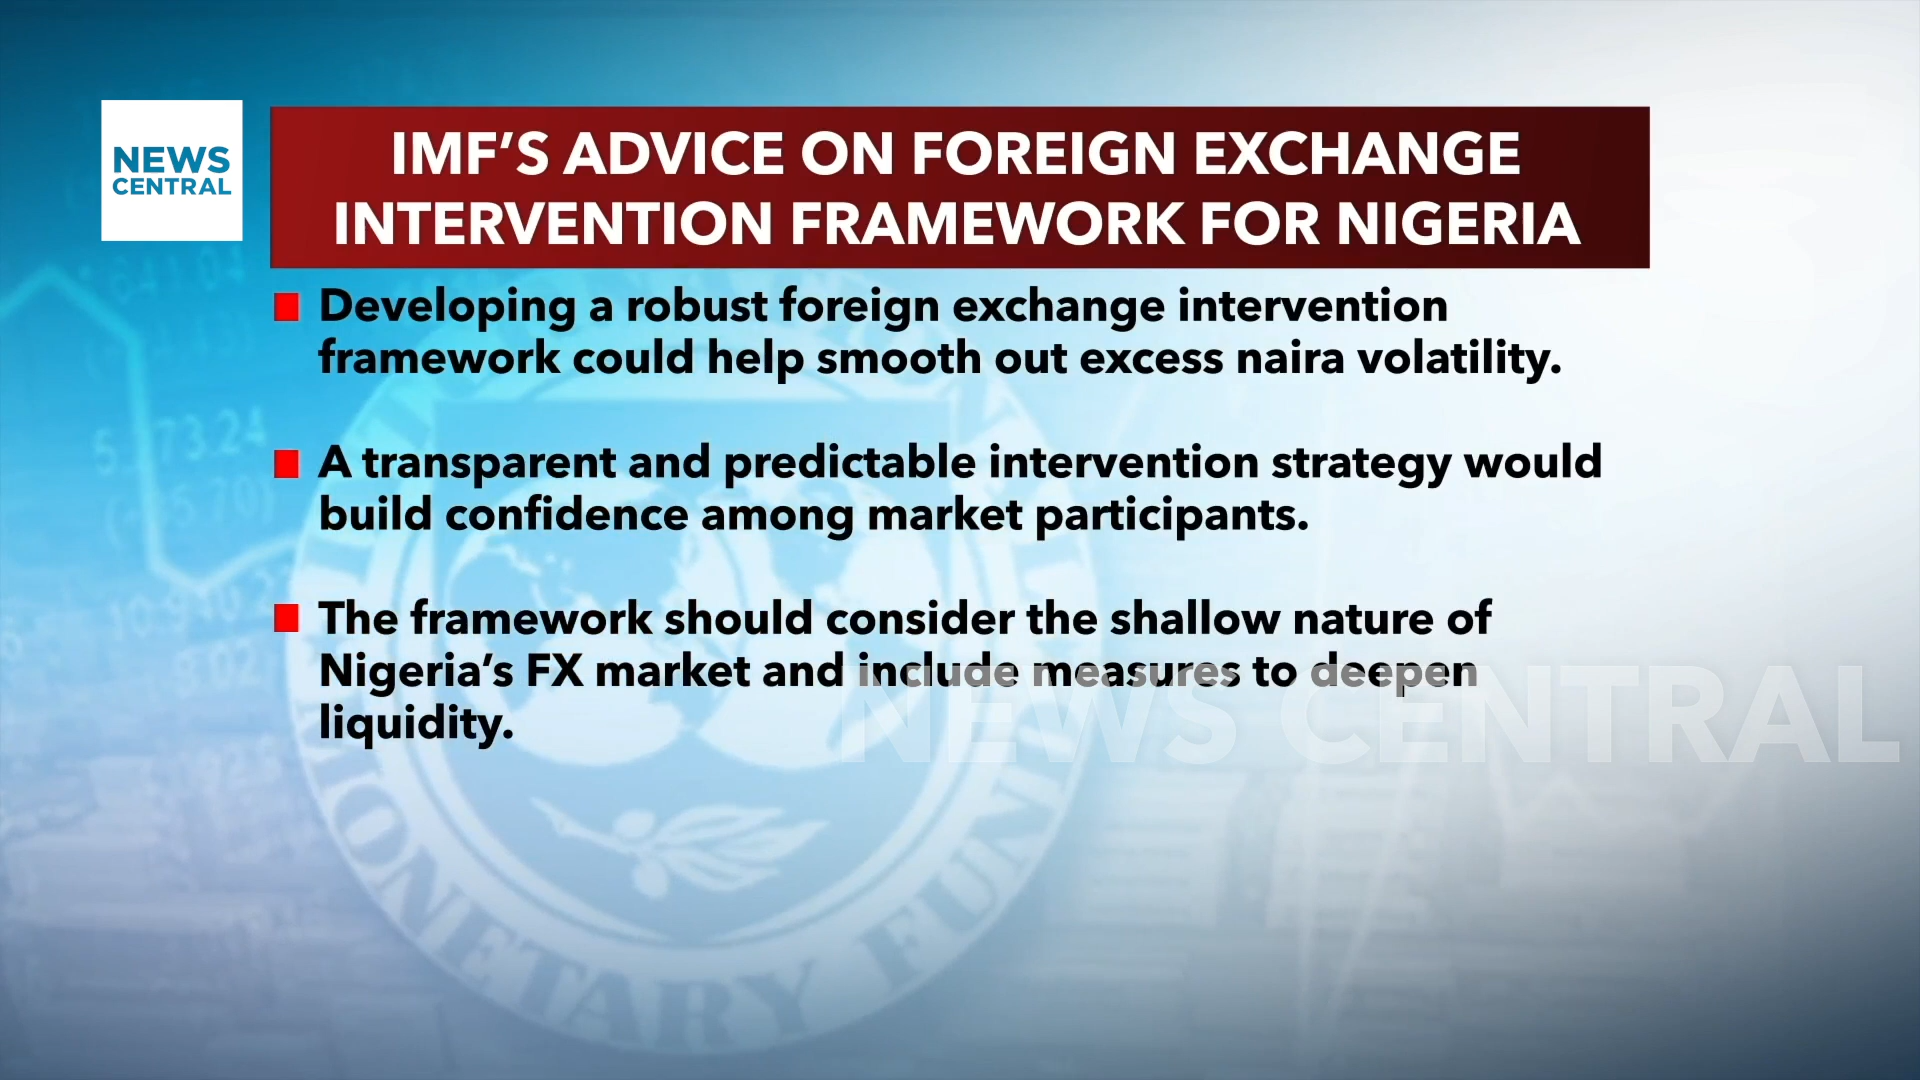 NEWS
CENTRAL
IMF’S ADVICE ON FOREIGN EXCHANGE
INTERVENTION FRAMEWORK FOR NIGERIA
Developing a robust foreign exchange intervention
framework could help smooth out excess naira volatility.
A transparent and predictable intervention strategy would
build confidence among market participants.
The framework should consider the shallow nature of
Nigeria’s FX market and include measures to deepen
liquidity.
NEWS CENTRAL
MONETARY FUND